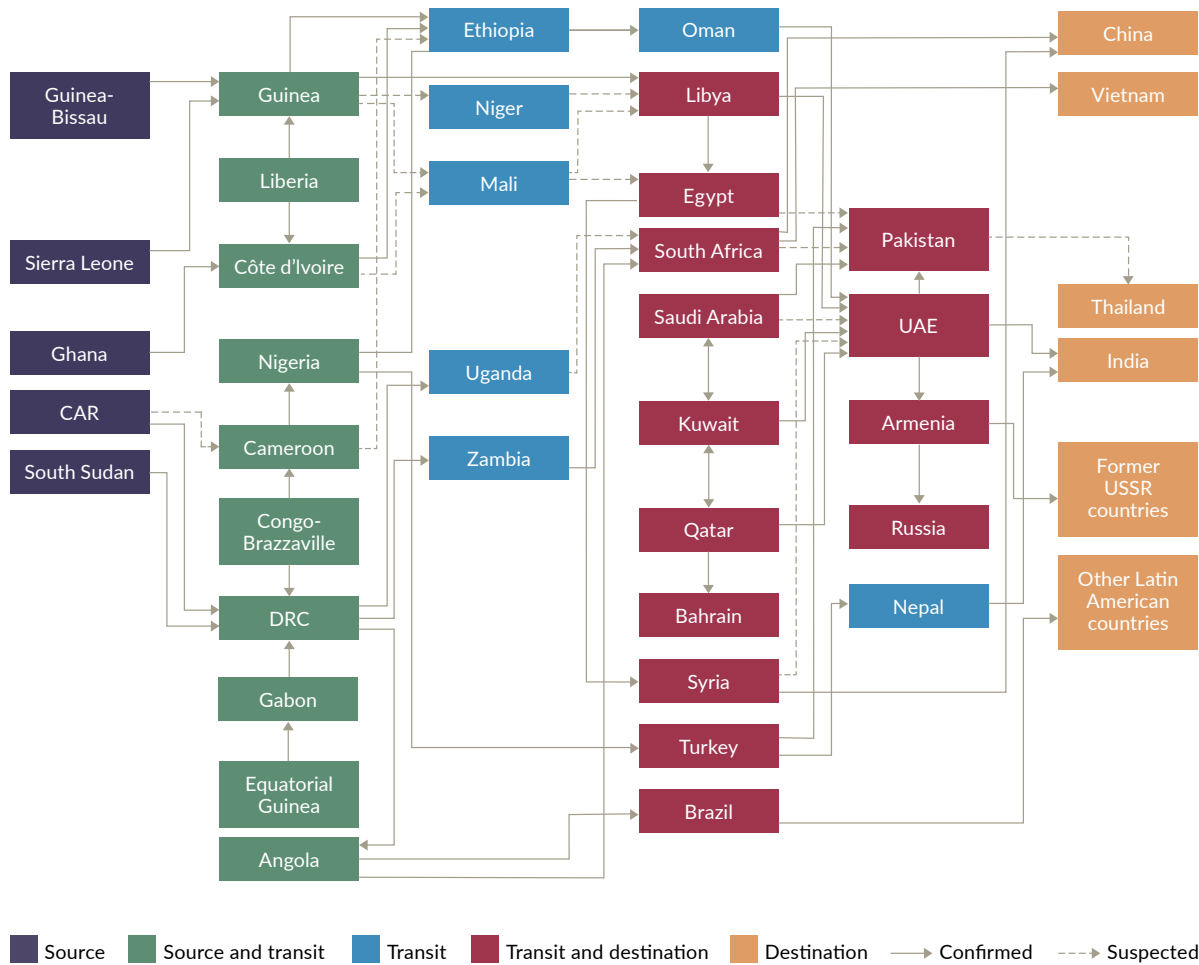 Guinea-
Bissau
Sierra Leone
Ghana
CAR
South Sudan
Guinea
Liberia
Côte d’Ivoire
Nigeria
Cameroon
Congo-
Brazzaville
DRC
Gabon
Equatorial
Guinea
Angola
Ethiopia
Niger
Mali
Uganda
Zambia
Oman
Libya
Egypt
South Africa
Saudi Arabia
Kuwait
Qatar
Bahrain
Syria
Turkey
Brazil
Pakistan
UAE
Armenia
Russia
Nepal
China
Vietnam
Thailand
India
Former
USSR
countries
Other Latin
American
countries
Source
Source and transit
Transit
Transit and destination
Destination
Confirmed
Suspected